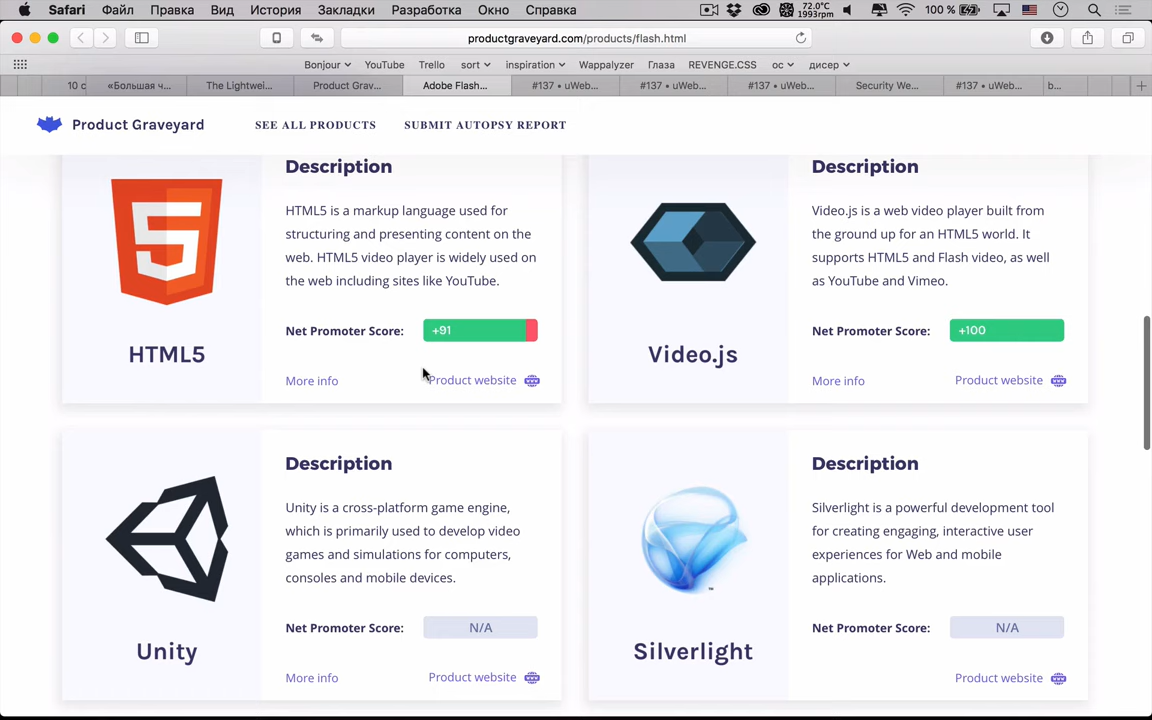 Safari Файл Правка Вид История Закладки Разработка Окно Справка 72.0°C 1993rpm 100 %
productgraveyard.com/products/flash.html
Bonjour YouTube Trello sort inspiration Wappalyzer Глаза REVENGE.CSS ос дисер
10 с «Большая ч... The Lightwei... Product Grav... Adobe Flash... #137 • uWeb... #137 • uWeb... #137 • uWeb... Security We... #137 • uWeb... b...
Product Graveyard SEE ALL PRODUCTS SUBMIT AUTOPSY REPORT
Description
HTML5 is a markup language used for
structuring and presenting content on the
web. HTML5 video player is widely used on
the web including sites like YouTube.
Net Promoter Score: +91
HTML5
More info Product website
Description
Video.js is a web video player built from
the ground up for an HTML5 world. It
supports HTML5 and Flash video, as well
as YouTube and Vimeo.
Net Promoter Score: +100
Video.js
More info Product website
Description
Unity is a cross-platform game engine,
which is primarily used to develop video
games and simulations for computers,
consoles and mobile devices.
Net Promoter Score: N/A
Unity
More info Product website
Description
Silverlight is a powerful development tool
for creating engaging, interactive user
experiences for Web and mobile
applications.
Net Promoter Score: N/A
Silverlight
Product website